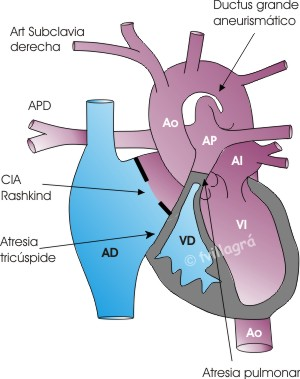 Ductus grande
aneurismático
Art Subclavia
derecha
APD
Ao
AP
AI
CIA
Rashkind
Atresia
tricúspide
AD
VD
VI
© fvillagrá
Ao
Atresia pulmonar